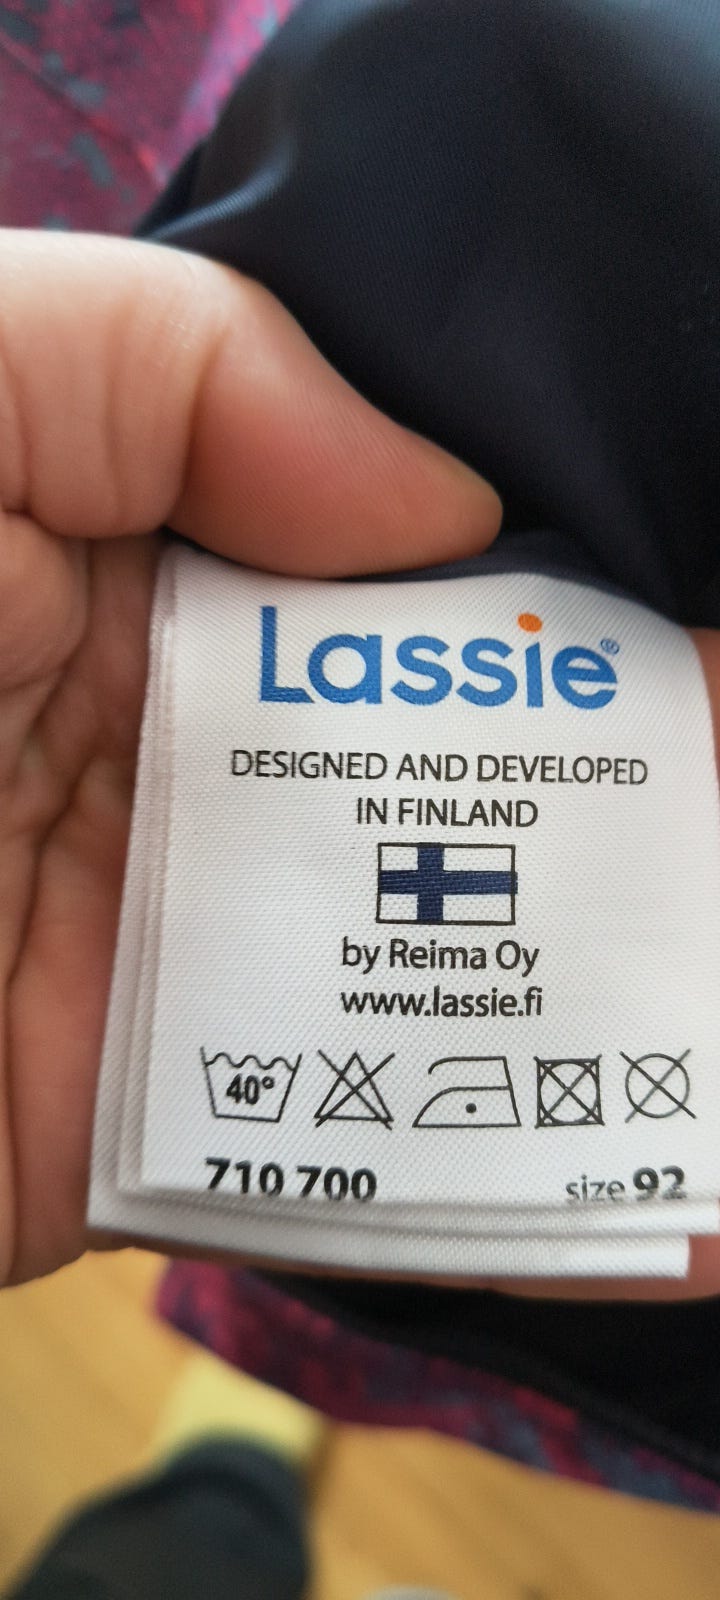 Lassie®
DESIGNED AND DEVELOPED
IN FINLAND
by Reima Oy
www.lassie.fi
40°
710 700 size 92